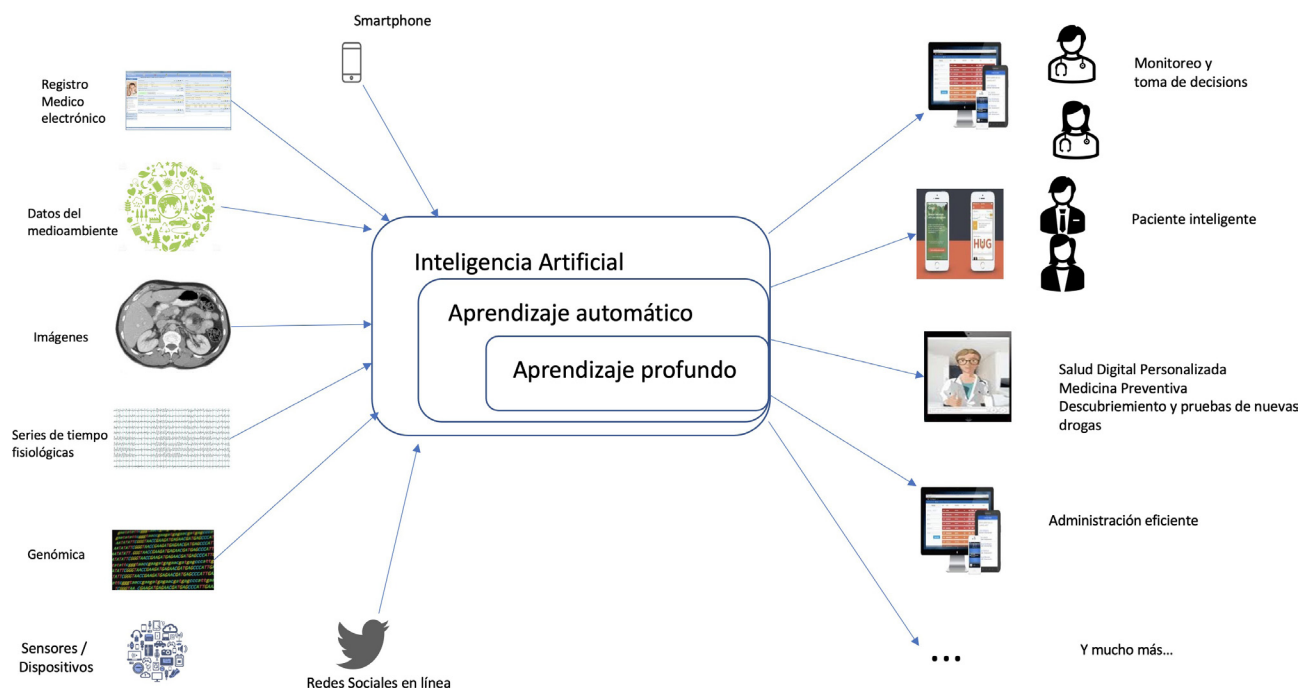 Smartphone
Registro
Medico
electrónico
Datos del
medioambiente
Imágenes
Series de tiempo
fisiológicas
Genómica
Sensores /
Dispositivos
Redes Sociales en línea
Inteligencia Artificial
Aprendizaje automático
Aprendizaje profundo
Monitoreo y
toma de decisions
HUG
Paciente inteligente
Salud Digital Personalizada
Medicina Preventiva
Descubriemiento y pruebas de nuevas
drogas
Administración eficiente
...
Y mucho más...